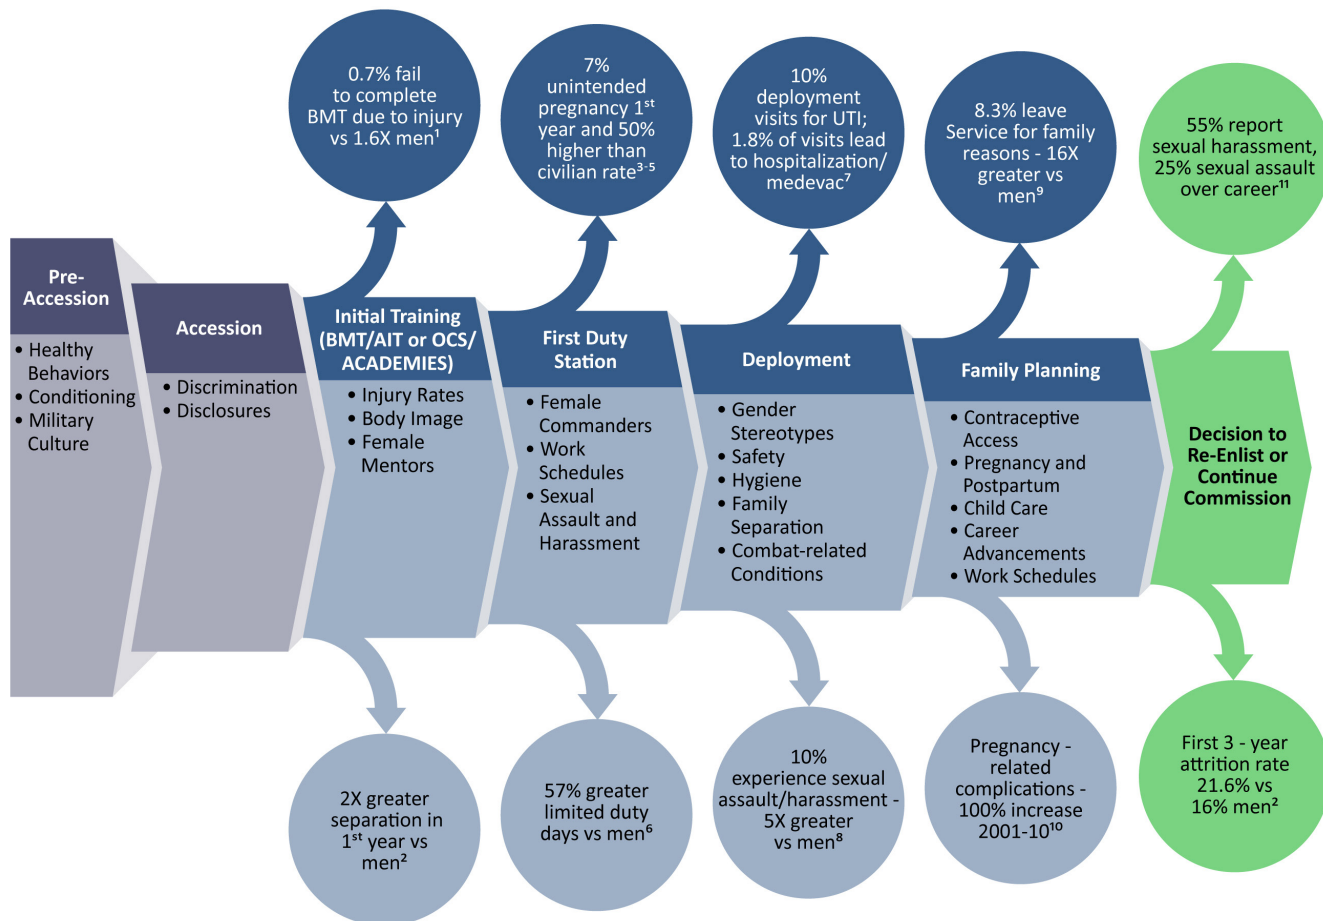 0.7% fail
to complete
BMT due to injury
vs 1.6X men¹
7%
unintended
pregnancy 1st
year and 50%
higher than
civilian rate³-⁵
10%
deployment
visits for UTI;
1.8% of visits lead
to hospitalization/
medevac⁷
8.3% leave
Service for family
reasons - 16X
greater vs
men⁹
55% report
sexual harassment,
25% sexual assault
over career¹¹
Pre-
Accession
• Healthy
Behaviors
• Conditioning
• Military
Culture
Accession
• Discrimination
• Disclosures
Initial Training
(BMT/AIT or OCS/
ACADEMIES)
• Injury Rates
• Body Image
• Female
Mentors
First Duty
Station
• Female
Commanders
• Work
Schedules
• Sexual
Assault and
Harassment
Deployment
• Gender
Stereotypes
• Safety
• Hygiene
• Family
Separation
• Combat-related
Conditions
Family Planning
• Contraceptive
Access
• Pregnancy and
Postpartum
• Child Care
• Career
Advancements
• Work Schedules
Decision to
Re-Enlist or
Continue
Commission
2X greater
separation in
1st year vs
men²
57% greater
limited duty
days vs men⁶
10%
experience sexual
assault/harassment -
5X greater
vs men⁸
Pregnancy -
related
complications -
100% increase
2001-10¹⁰
First 3 - year
attrition rate
21.6% vs
16% men²